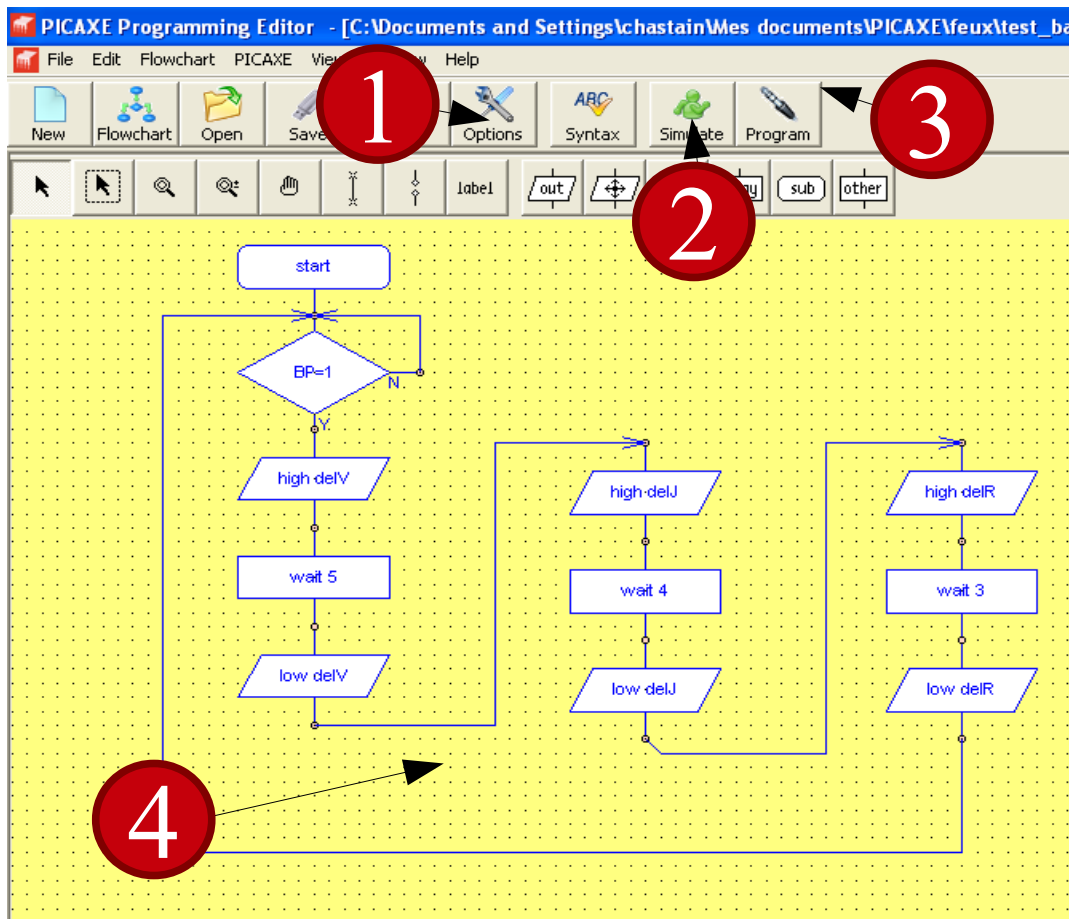 PICAXE Programming Editor - [C:\Documents and Settings\chastain\Mes documents\PICAXE\feux\test_ba
File Edit Flowchart PICAXE Help
New Flowchart Open Save Options Syntax Simulate Program
1
2
3
label out sub other
start
BP=1
N
Y
high delV
wait 5
low delV
high delJ
wait 4
low delJ
high delR
wait 3
low delR
4